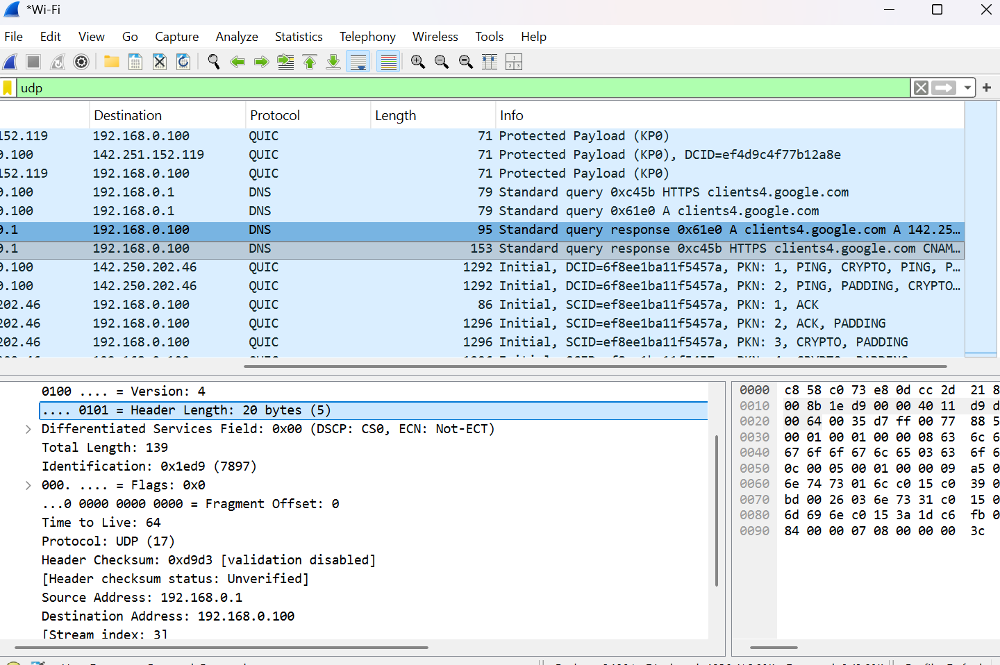 *Wi-Fi
File Edit View Go Capture Analyze Statistics Telephony Wireless Tools Help
udp
Destination Protocol Length Info
152.119 192.168.0.100 QUIC 71 Protected Payload (KP0)
0.100 142.251.152.119 QUIC 71 Protected Payload (KP0), DCID=ef4d9c4f77b12a8e
152.119 192.168.0.100 QUIC 71 Protected Payload (KP0)
0.100 192.168.0.1 DNS 79 Standard query 0xc45b HTTPS clients4.google.com
0.100 192.168.0.1 DNS 79 Standard query 0x61e0 A clients4.google.com
0.1 192.168.0.100 DNS 95 Standard query response 0x61e0 A clients4.google.com A 142.25…
0.1 192.168.0.100 DNS 153 Standard query response 0xc45b HTTPS clients4.google.com CNAM…
0.100 142.250.202.46 QUIC 1292 Initial, DCID=6f8ee1ba11f5457a, PKN: 1, PING, CRYPTO, PING, P…
0.100 142.250.202.46 QUIC 1292 Initial, DCID=6f8ee1ba11f5457a, PKN: 2, PING, PADDING, CRYPTO…
202.46 192.168.0.100 QUIC 86 Initial, SCID=ef8ee1ba11f5457a, PKN: 1, ACK
202.46 192.168.0.100 QUIC 1296 Initial, SCID=ef8ee1ba11f5457a, PKN: 2, ACK, PADDING
202.46 192.168.0.100 QUIC 1296 Initial, SCID=ef8ee1ba11f5457a, PKN: 3, CRYPTO, PADDING
0100 .... = Version: 4
.... 0101 = Header Length: 20 bytes (5)
Differentiated Services Field: 0x00 (DSCP: CS0, ECN: Not-ECT)
Total Length: 139
Identification: 0x1ed9 (7897)
000. .... = Flags: 0x0
...0 0000 0000 0000 = Fragment Offset: 0
Time to Live: 64
Protocol: UDP (17)
Header Checksum: 0xd9d3 [validation disabled]
[Header checksum status: Unverified]
Source Address: 192.168.0.1
Destination Address: 192.168.0.100
[Stream index: 3]
0000 c8 58 c0 73 e8 0d cc 2d 21 8
0010 00 8b 1e d9 00 00 40 11 d9 d
0020 00 64 00 35 d7 ff 00 77 88 5
0030 00 01 00 01 00 00 08 63 6c 6
0040 67 6f 6f 67 6c 65 03 63 6f 6
0050 0c 00 05 00 01 00 00 09 a5 0
0060 6e 74 73 01 6c c0 15 c0 39 0
0070 bd 00 26 03 6e 73 31 c0 15 0
0080 6d 69 6e c0 15 3a 1d c6 fb 0
0090 84 00 00 07 08 00 00 00 3c